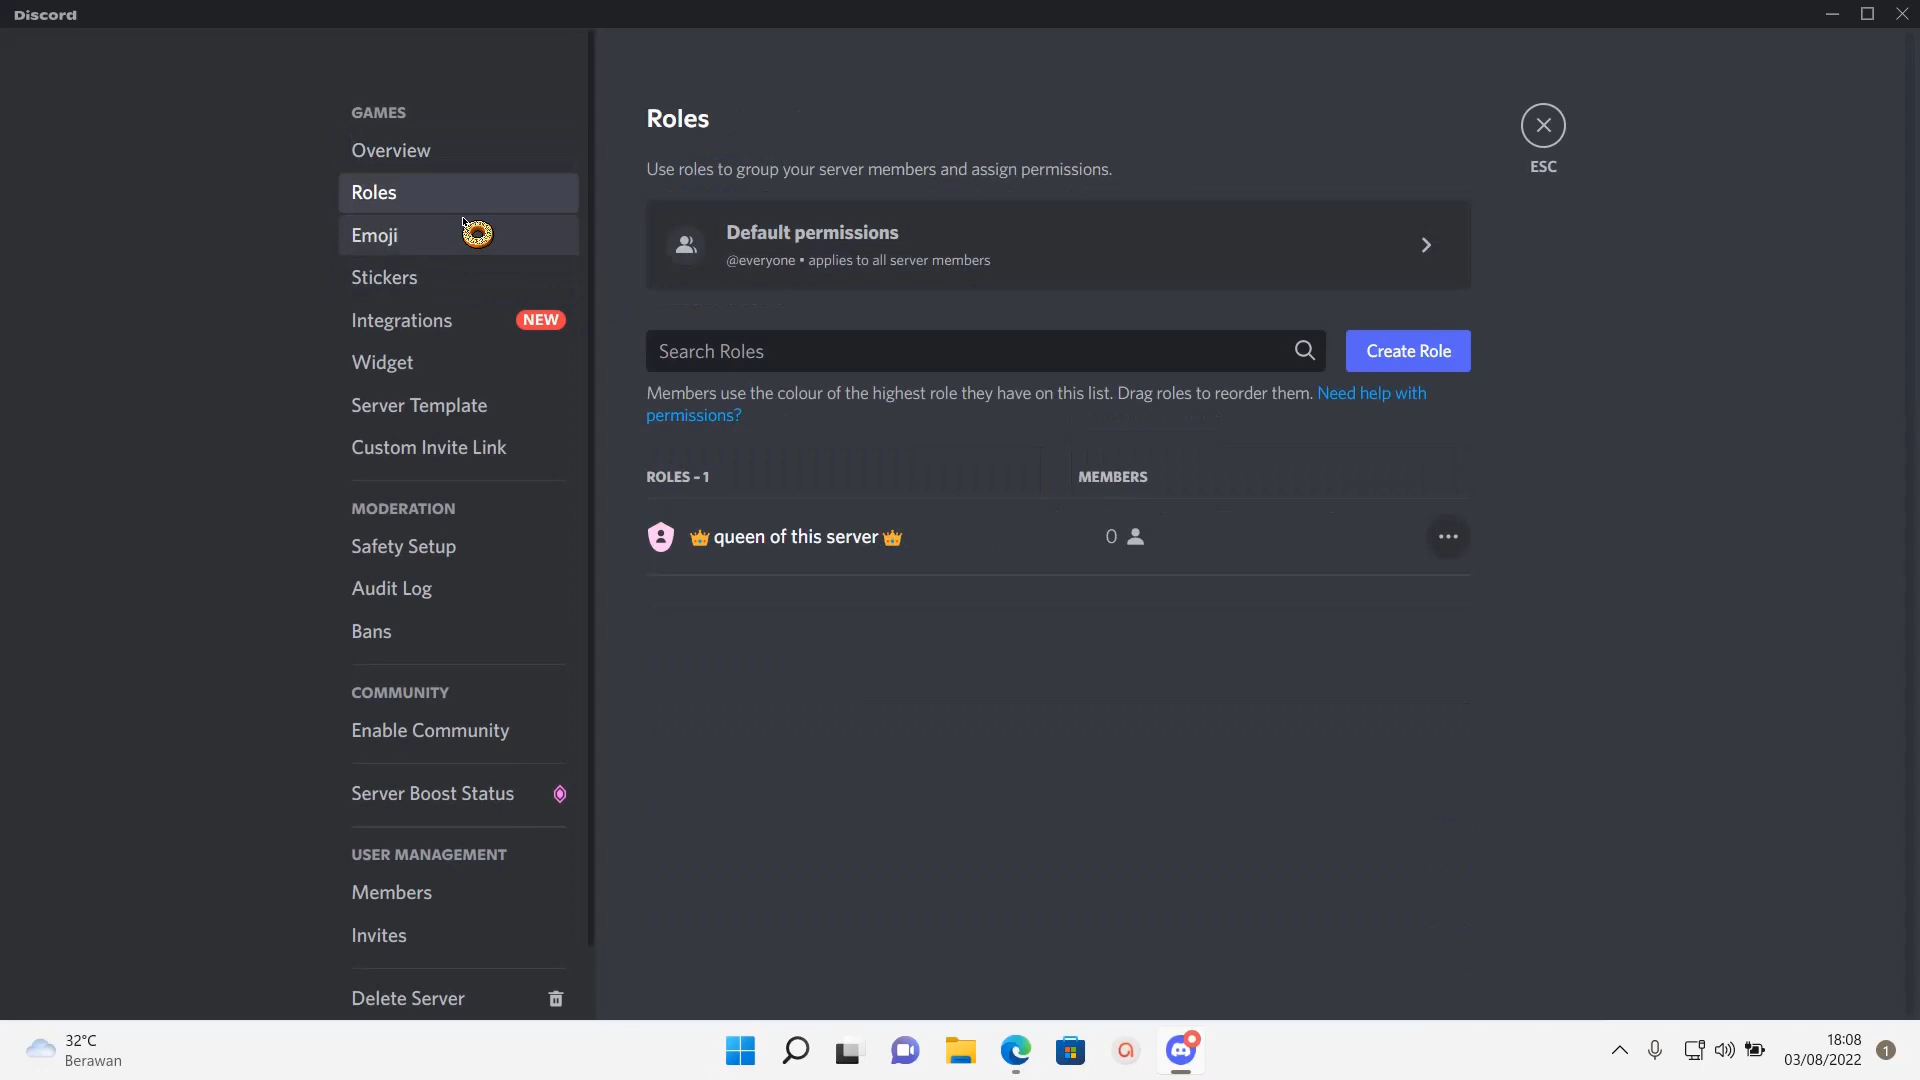 Discord
GAMES
Overview
Roles
Emoji
Stickers
Integrations NEW
Widget
Server Template
Custom Invite Link
MODERATION
Safety Setup
Audit Log
Bans
COMMUNITY
Enable Community
Server Boost Status
USER MANAGEMENT
Members
Invites
Delete Server
Roles
Use roles to group your server members and assign permissions.
Default permissions
@everyone • applies to all server members
Search Roles
Create Role
Members use the colour of the highest role they have on this list. Drag roles to reorder them. Need help with
permissions?
ROLES – 1 MEMBERS
👑 queen of this server 👑 0
ESC
32°C
Berawan
18:08
03/08/2022
1